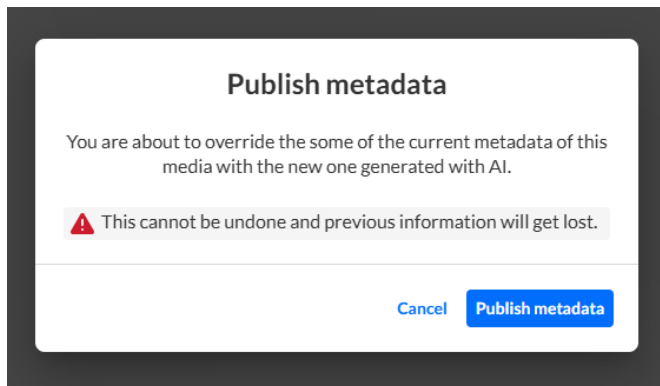 Publish metadata
You are about to override the some of the current metadata of this
media with the new one generated with AI.
This cannot be undone and previous information will get lost.
Cancel
Publish metadata